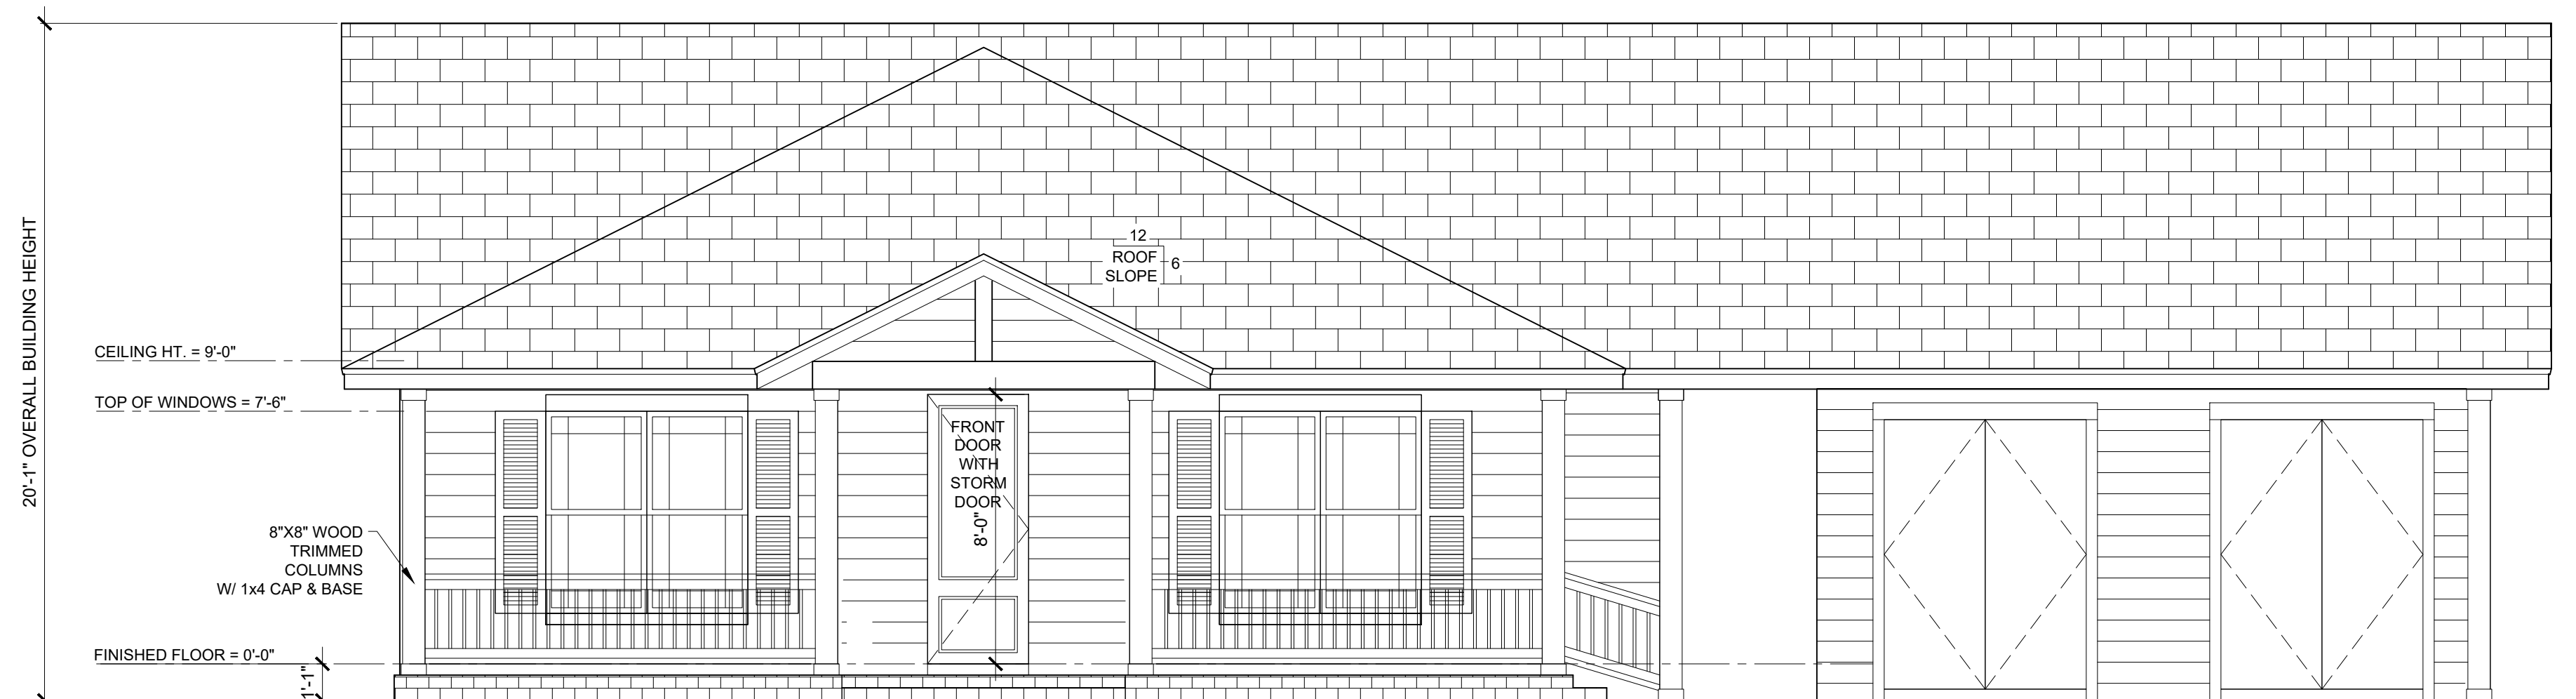 20'-1" OVERALL BUILDING HEIGHT
12
ROOF
SLOPE
6
CEILING HT. = 9'-0"
TOP OF WINDOWS = 7'-6"
FRONT
DOOR
WITH
STORM
DOOR
8'-0"
8"X8" WOOD
TRIMMED
COLUMNS
W/ 1x4 CAP & BASE
FINISHED FLOOR = 0'-0"
1'-1"